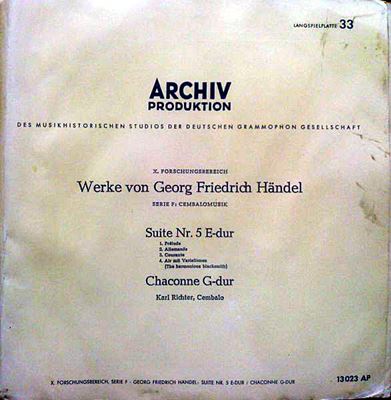 LANGSPIELPLATTE 33
ARCHIV
PRODUKTION
DES MUSIKHISTORISCHEN STUDIOS DER DEUTSCHEN GRAMMOPHON GESELLSCHAFT
X. FORSCHUNGSBEREICH
Werke von Georg Friedrich Händel
SERIE F: CEMBALOMUSIK
Suite Nr. 5 E-dur
1. Prélude
2. Allemande
3. Courante
4. Air mit Variationen
(The harmonious blacksmith)
Chaconne G-dur
Karl Richter, Cembalo
13023 AP
X. FORSCHUNGSBEREICH, SERIE F - GEORG FRIEDRICH HÄNDEL: SUITE NR. 5 E-DUR / CHACONNE G-DUR